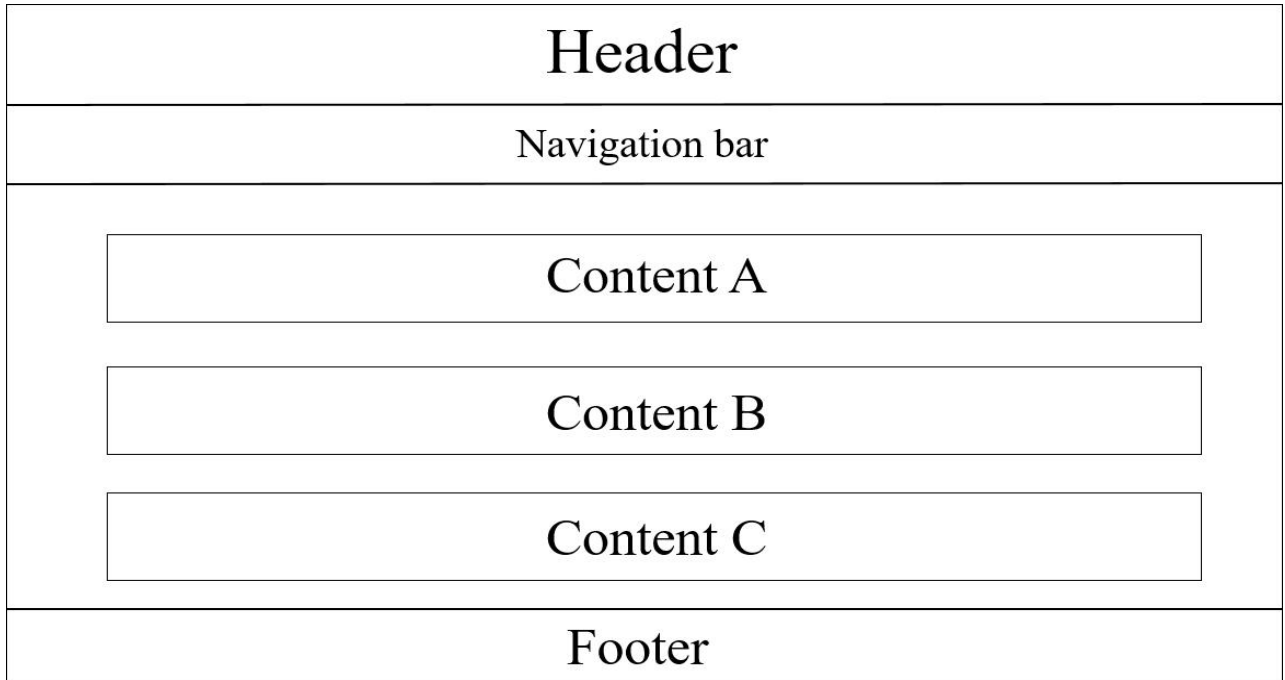 Header
Navigation bar
Content A
Content B
Content C
Footer